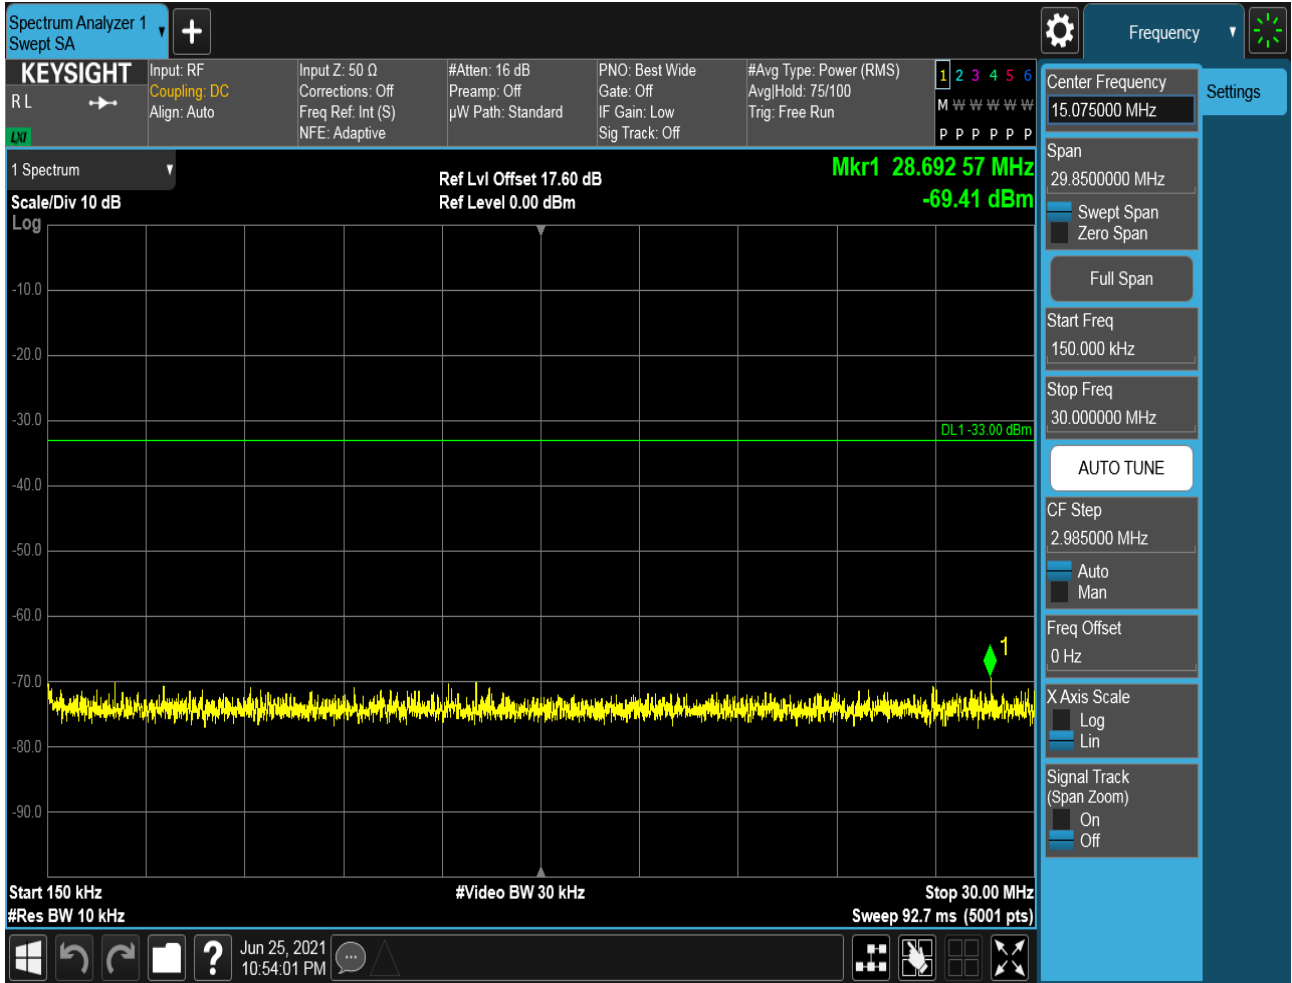 Spectrum Analyzer 1
Swept SA
Frequency
KEYSIGHT
R L
LXI
Input: RF
Coupling: DC
Align: Auto
Input Z: 50 Ω
Corrections: Off
Freq Ref: Int (S)
NFE: Adaptive
#Atten: 16 dB
Preamp: Off
µW Path: Standard
PNO: Best Wide
Gate: Off
IF Gain: Low
Sig Track: Off
#Avg Type: Power (RMS)
Avg|Hold: 75/100
Trig: Free Run
1 2 3 4 5 6
M W W W W W
P P P P P P
1 Spectrum
Scale/Div 10 dB
Log
Ref Lvl Offset 17.60 dB
Ref Level 0.00 dBm
Mkr1 28.692 57 MHz
-69.41 dBm
-10.0
-20.0
-30.0
DL1 -33.00 dBm
-40.0
-50.0
-60.0
1
-70.0
-80.0
-90.0
Start 150 kHz
#Res BW 10 kHz
#Video BW 30 kHz
Stop 30.00 MHz
Sweep 92.7 ms (5001 pts)
?
Jun 25, 2021
10:54:01 PM
Center Frequency
15.075000 MHz
Settings
Span
29.8500000 MHz
Swept Span
Zero Span
Full Span
Start Freq
150.000 kHz
Stop Freq
30.000000 MHz
AUTO TUNE
CF Step
2.985000 MHz
Auto
Man
Freq Offset
0 Hz
X Axis Scale
Log
Lin
Signal Track
(Span Zoom)
On
Off